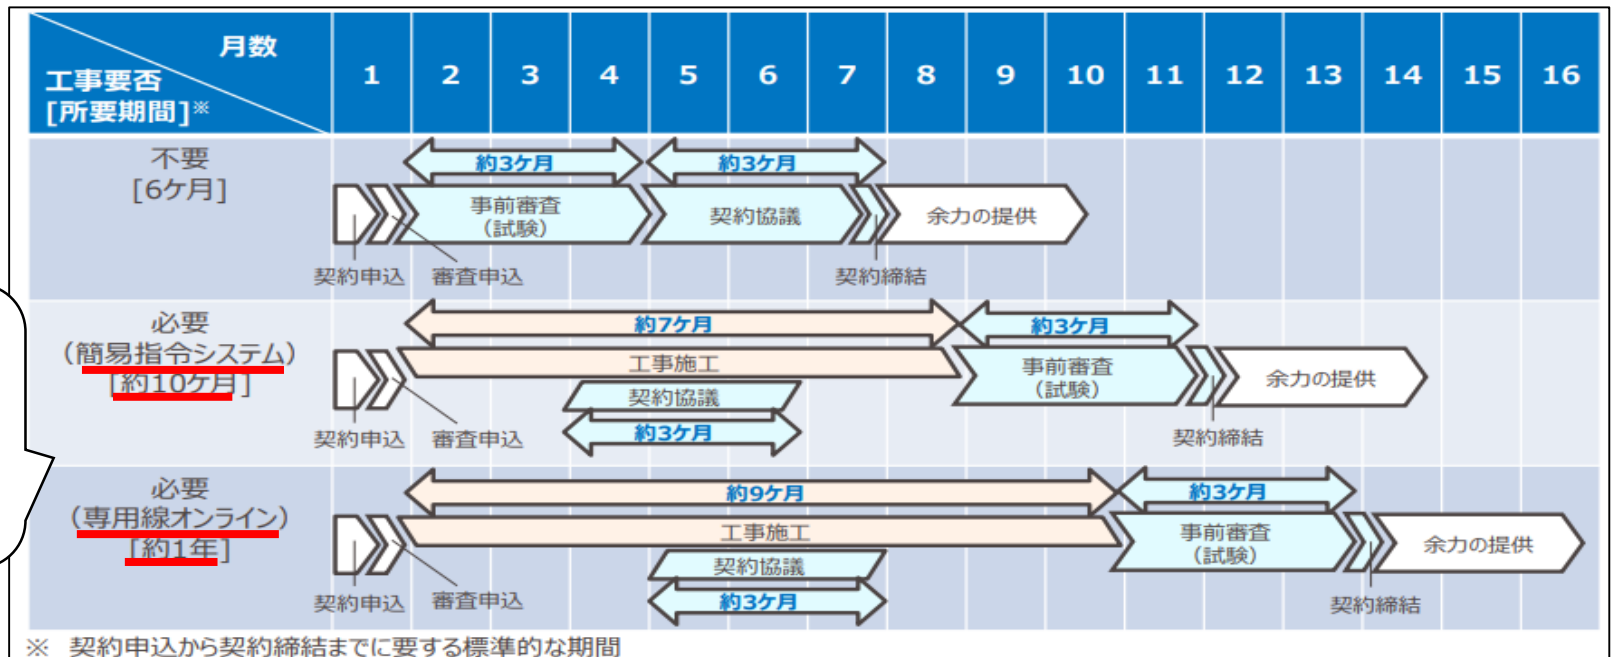 月数
工事要否
[所要期間]※
1 2 3 4 5 6 7 8 9 10 11 12 13 14 15 16
不要
[6ケ月]
約3ケ月 約3ケ月
事前審査
(試験)
契約協議
余力の提供
契約申込 審査申込 契約締結
必要
(簡易指令システム)
[約10ケ月]
約7ケ月 約3ケ月
工事施工
事前審査
(試験)
余力の提供
契約協議
約3ケ月
契約申込 審査申込 契約締結
必要
(専用線オンライン)
[約1年]
約9ケ月 約3ケ月
工事施工
事前審査
(試験)
余力の提供
契約協議
約3ケ月
契約申込 審査申込 契約締結
※ 契約申込から契約締結までに要する標準的な期間